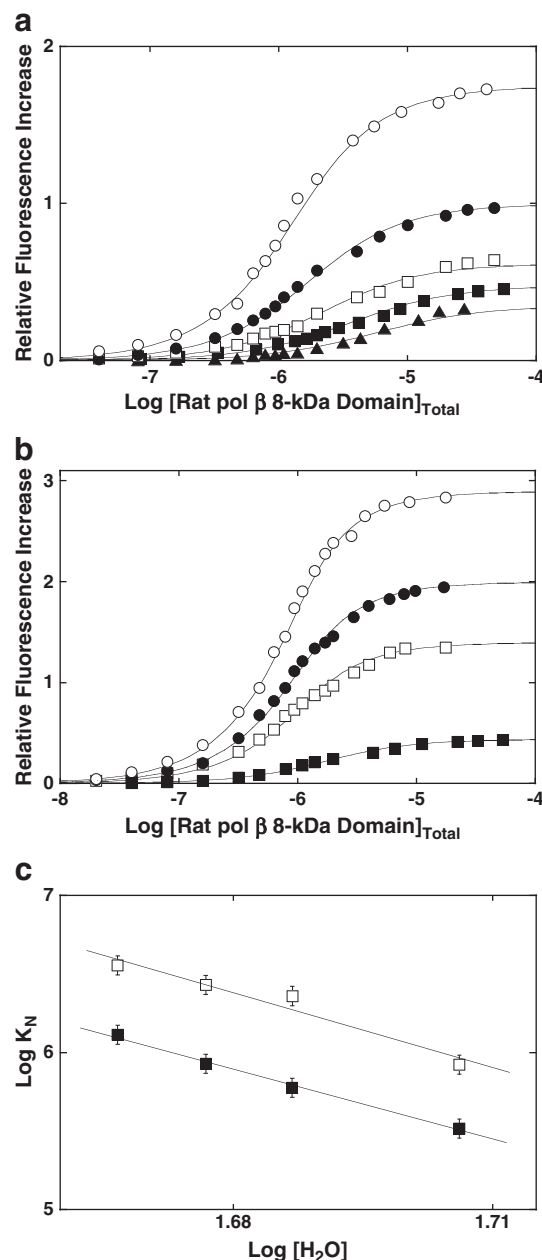 a
2
1
0
Relative Fluorescence Increase
-7
-6
-5
-4
Log [Rat pol β 8-kDa Domain]Total
b
3
2
1
0
Relative Fluorescence Increase
-8
-7
-6
-5
-4
Log [Rat pol β 8-kDa Domain]Total
c
7
6
5
Log KN
1.68
1.71
Log [H2O]